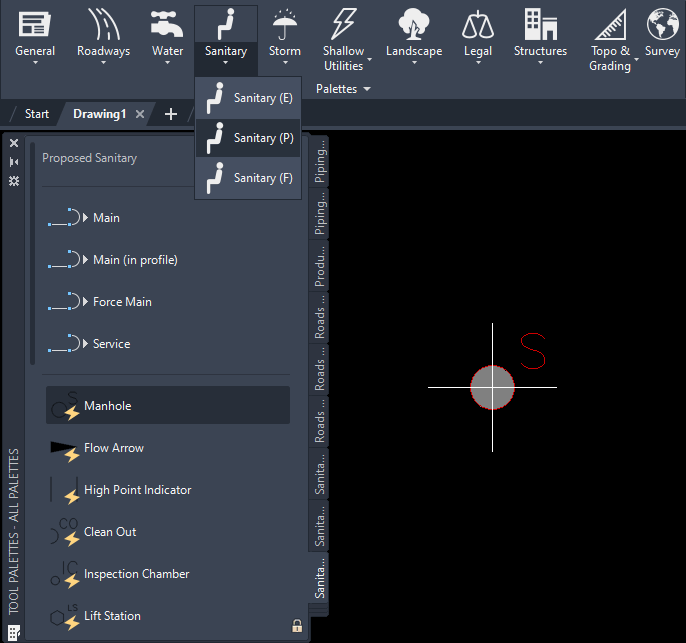 General
Roadways
Water
Sanitary
Storm
Shallow
Utilities
Landscape
Legal
Structures
Topo &
Grading
Survey
Palettes
Start
Drawing1
Sanitary (E)
Sanitary (P)
Sanitary (F)
Proposed Sanitary
Main
Main (in profile)
Force Main
Service
S
Manhole
Flow Arrow
High Point Indicator
CO
Clean Out
IC
Inspection Chamber
LS
Lift Station
TOOL PALETTES - ALL PALETTES
Piping...
Piping...
Produ...
Roads ...
Roads ...
Roads ...
Sanita...
Sanita...
Sanita...
S